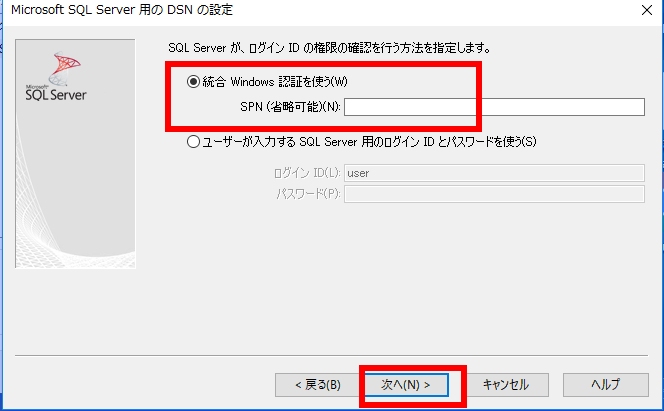 Microsoft SQL Server 用の DSN の設定
Microsoft
SQL Server
SQL Server が、ログイン ID の権限の確認を行う方法を指定します。
統合 Windows 認証を使う(W)
SPN (省略可能)(N):
ユーザーが入力する SQL Server 用のログイン ID とパスワードを使う(S)
ログイン ID(L): user
パスワード(P):
< 戻る(B) 次へ(N) > キャンセル ヘルプ